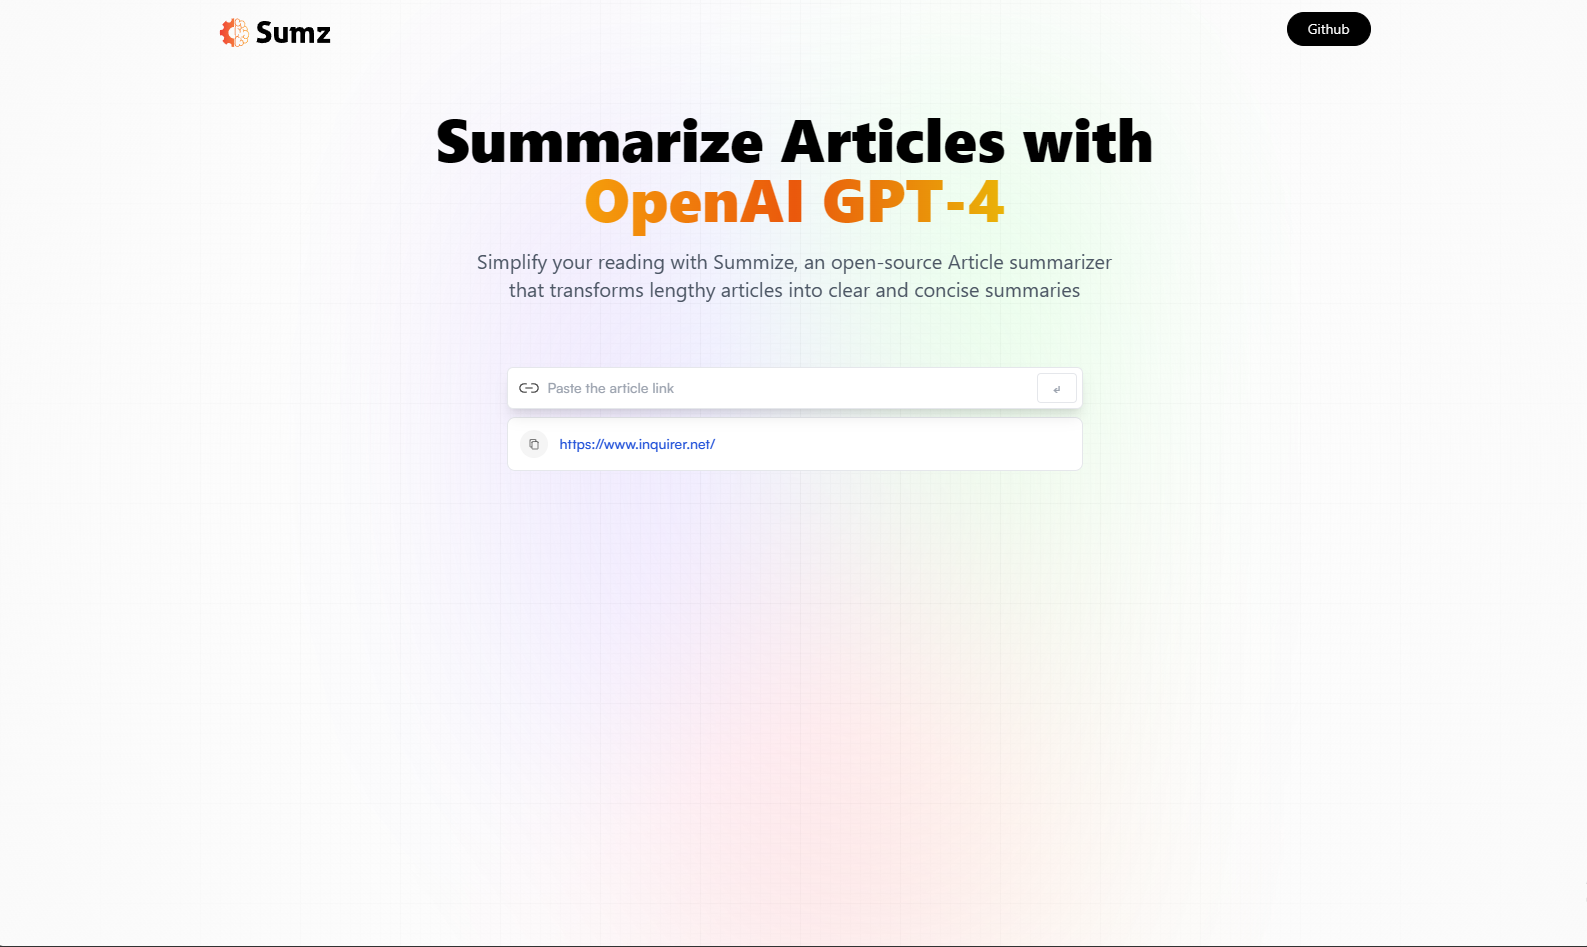 Sumz
Github
Summarize Articles with
OpenAI GPT-4
Simplify your reading with Summize, an open-source Article summarizer
that transforms lengthy articles into clear and concise summaries
Paste the article link
↵
https://www.inquirer.net/